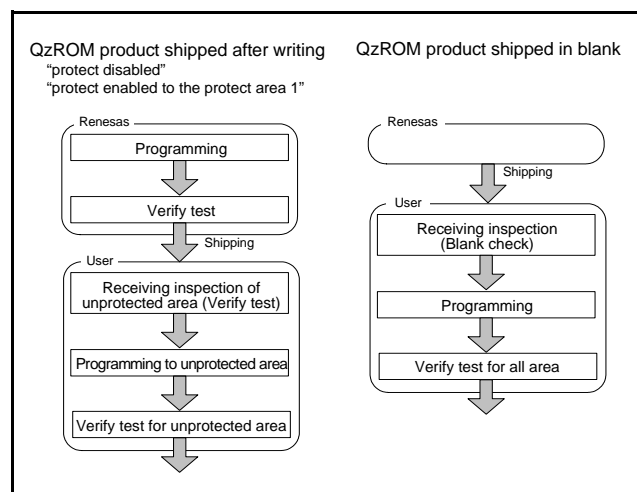 QzROM product shipped after writing
“protect disabled”
“protect enabled to the protect area 1”
Renesas
Programming
Verify test
Shipping
User
Receiving inspection of
unprotected area (Verify test)
Programming to unprotected area
Verify test for unprotected area
QzROM product shipped in blank
Renesas
Shipping
User
Receiving inspection
(Blank check)
Programming
Verify test for all area